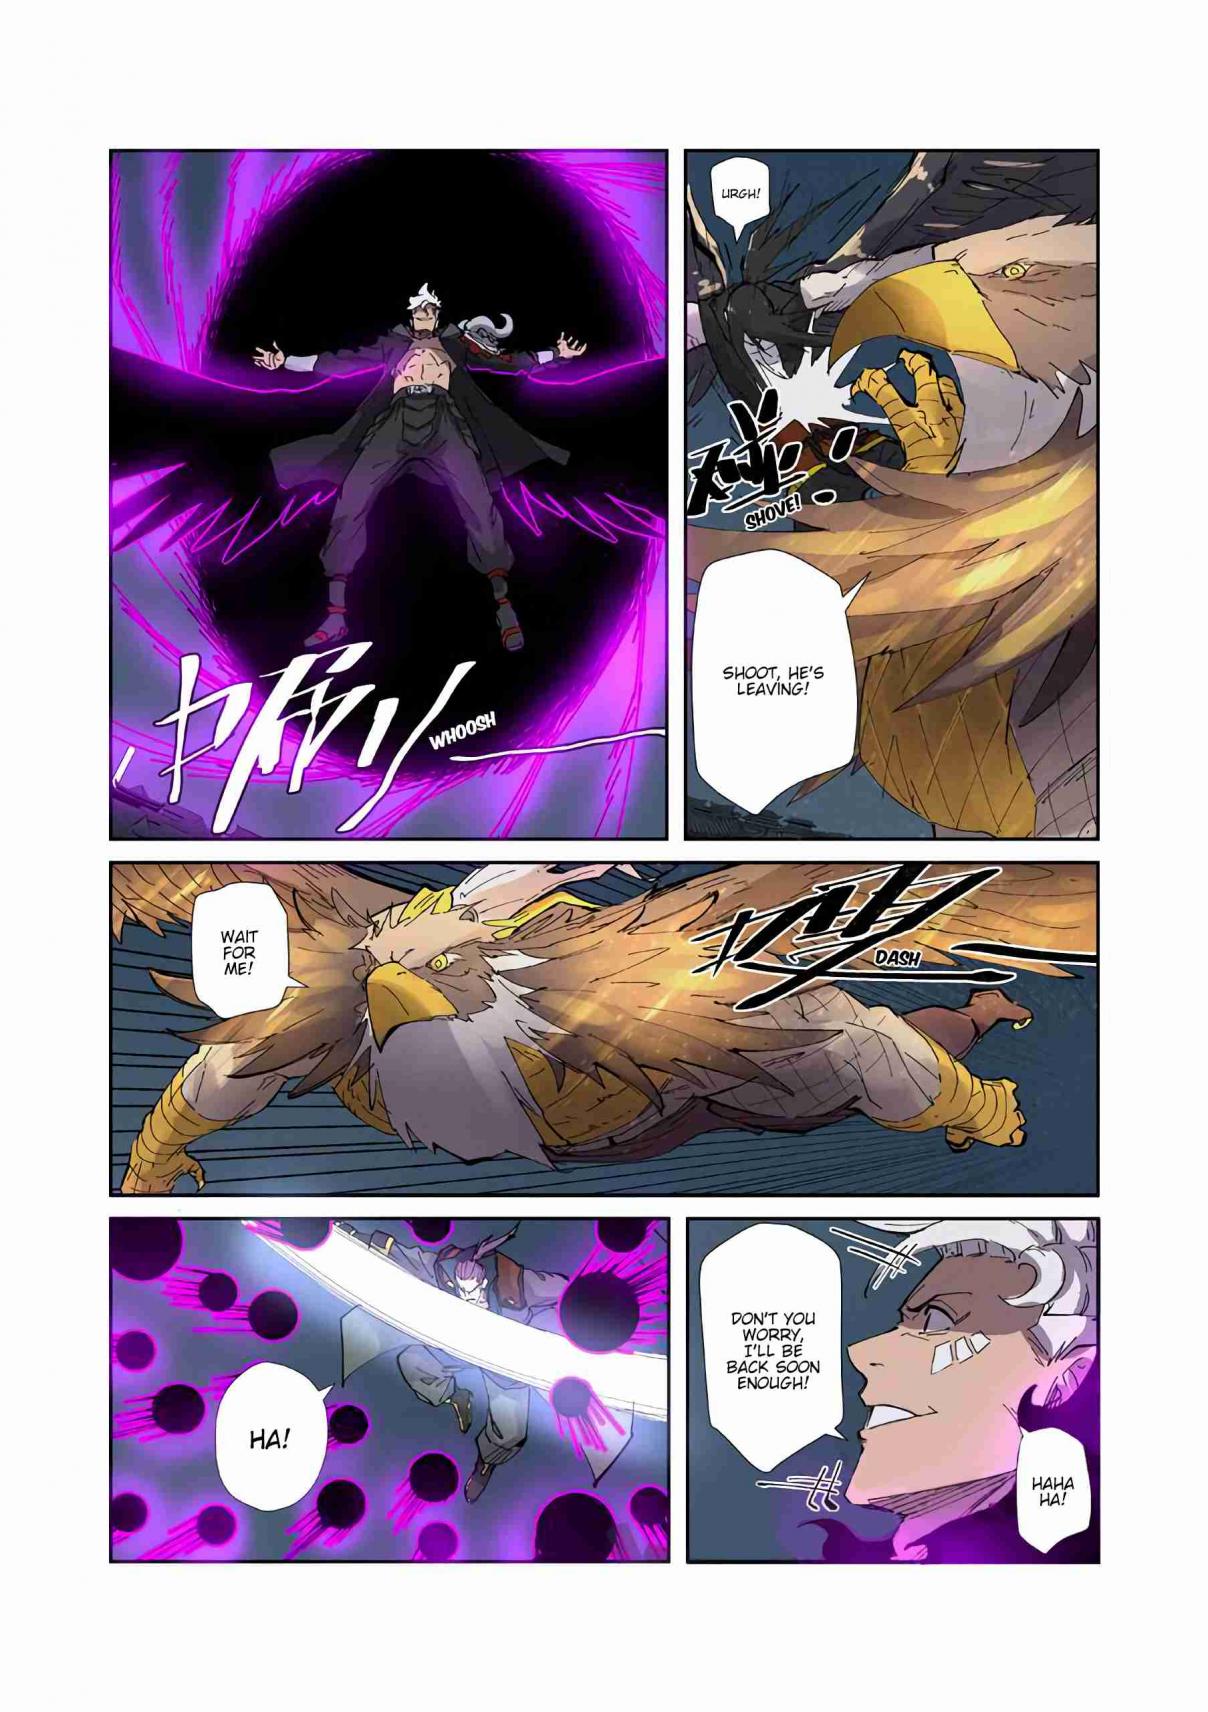 WHOOSH
URGH!
SHOVE!
SHOOT, HE'S
LEAVING!
WAIT
FOR
ME!
DASH
HA!
DON'T YOU
WORRY,
I'LL BE
BACK SOON
ENOUGH!
HAHA
HA!